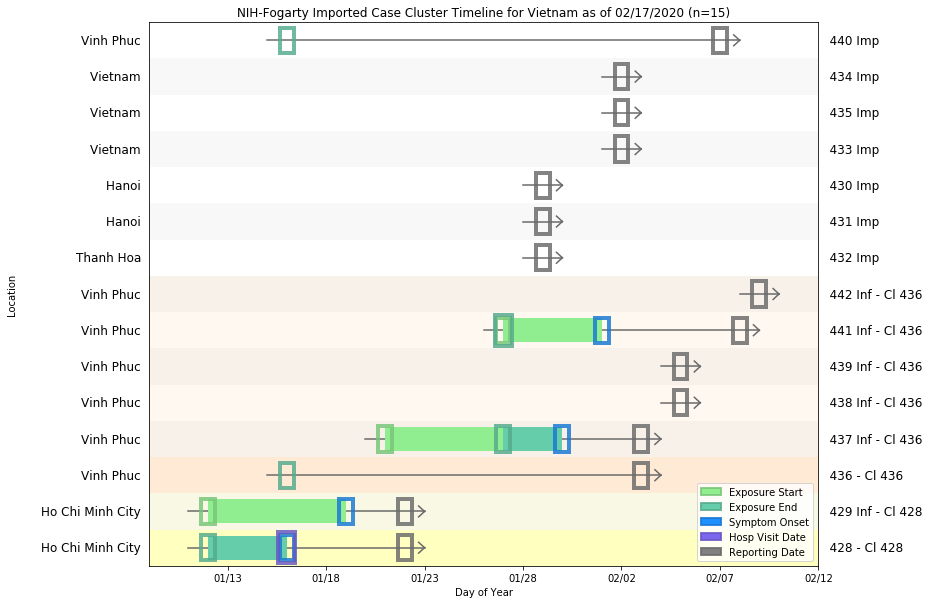 NIH-Fogarty Imported Case Cluster Timeline for Vietnam as of 02/17/2020 (n=15)
Vinh Phuc 440 Imp
Vietnam 434 Imp
Vietnam 435 Imp
Vietnam 433 Imp
Hanoi 430 Imp
Hanoi 431 Imp
Thanh Hoa 432 Imp
Vinh Phuc 442 Inf - Cl 436
Vinh Phuc 441 Inf - Cl 436
Vinh Phuc 439 Inf - Cl 436
Vinh Phuc 438 Inf - Cl 436
Vinh Phuc 437 Inf - Cl 436
Vinh Phuc 436 - Cl 436
Ho Chi Minh City 429 Inf - Cl 428
Ho Chi Minh City 428 - Cl 428
Location
Exposure Start
Exposure End
Symptom Onset
Hosp Visit Date
Reporting Date
01/13 01/18 01/23 01/28 02/02 02/07 02/12
Day of Year